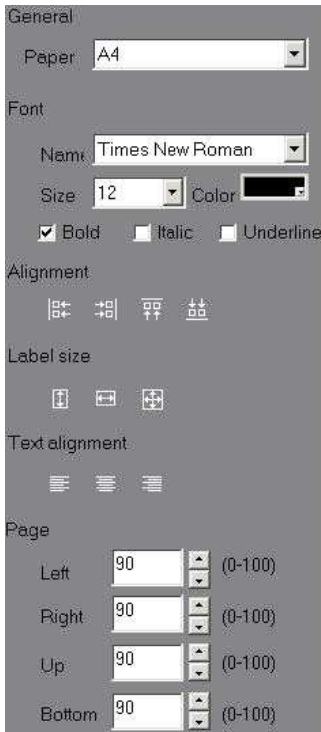 General
Paper A4
Font
Name Times New Roman
Size 12 Color
Bold Italic Underline
Alignment
Label size
Text alignment
Page
Left 90 (0-100)
Right 90 (0-100)
Up 90 (0-100)
Bottom 90 (0-100)